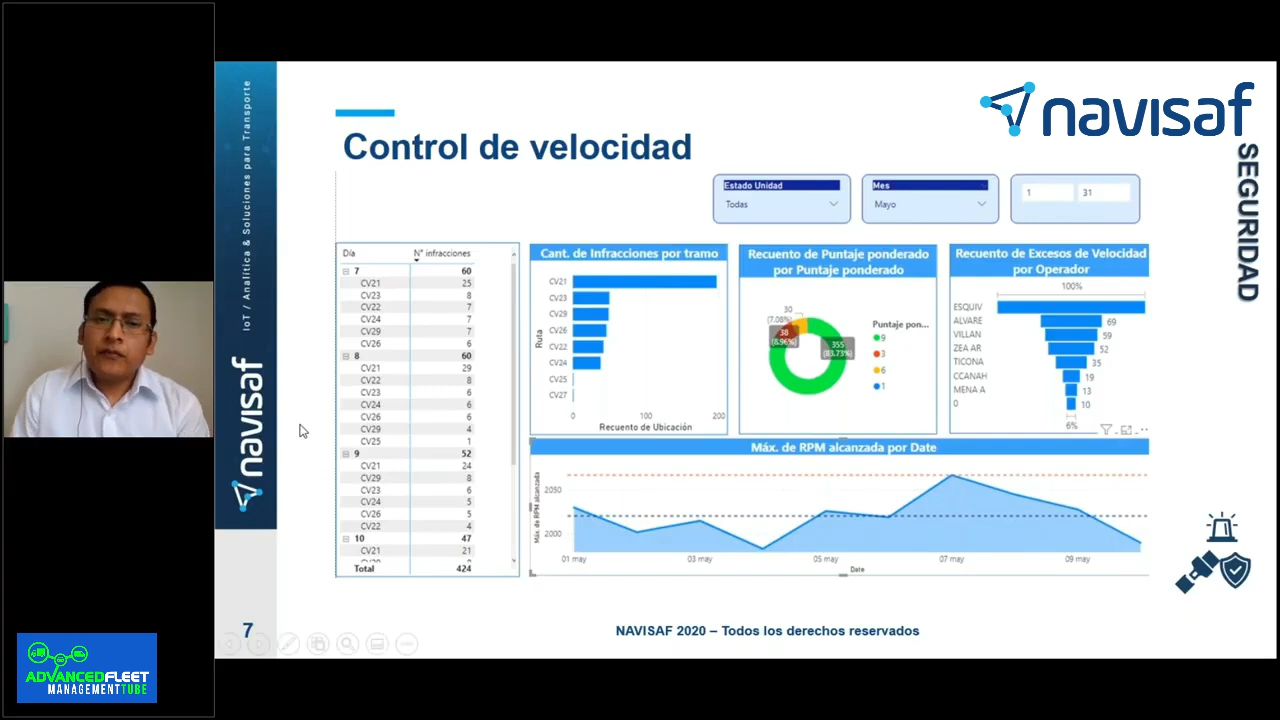 navisaf
SEGURIDAD
IoT / Analítica & Soluciones para Transporte
navisaf
Control de velocidad
Estado Unidad
Todas
Mes
Mayo
1 31
Día N° infracciones
7 60
CV21 25
CV23 8
CV22 7
CV24 7
CV29 7
CV26 6
8 60
CV21 29
CV22 8
CV23 6
CV24 6
CV26 6
CV29 4
CV25 1
9 52
CV21 24
CV29 8
CV23 6
CV24 5
CV26 5
CV22 4
10 47
CV21 21
Total 424
Cant. de Infracciones por tramo
Ruta
CV21
CV23
CV29
CV26
CV22
CV24
CV25
CV27
0 100 200
Recuento de Ubicación
Recuento de Puntaje ponderado
por Puntaje ponderado
30
(7.08%)
38
(8.96%)
355
(83.73%)
Puntaje pon...
9
3
6
1
Recuento de Excesos de Velocidad
por Operador
100%
ESQUIV
ALVARE 69
VILLAN 59
ZEA AR 52
TICONA 35
CCANAH 19
MENA A 13
0 10
6%
Máx. de RPM alcanzada por Date
Máx. de RPM alcanzada
2050
2000
01 may 03 may 05 may 07 may 09 may
Date
7
NAVISAF 2020 – Todos los derechos reservados
ADVANCEDFLEET
MANAGEMENTTUBE